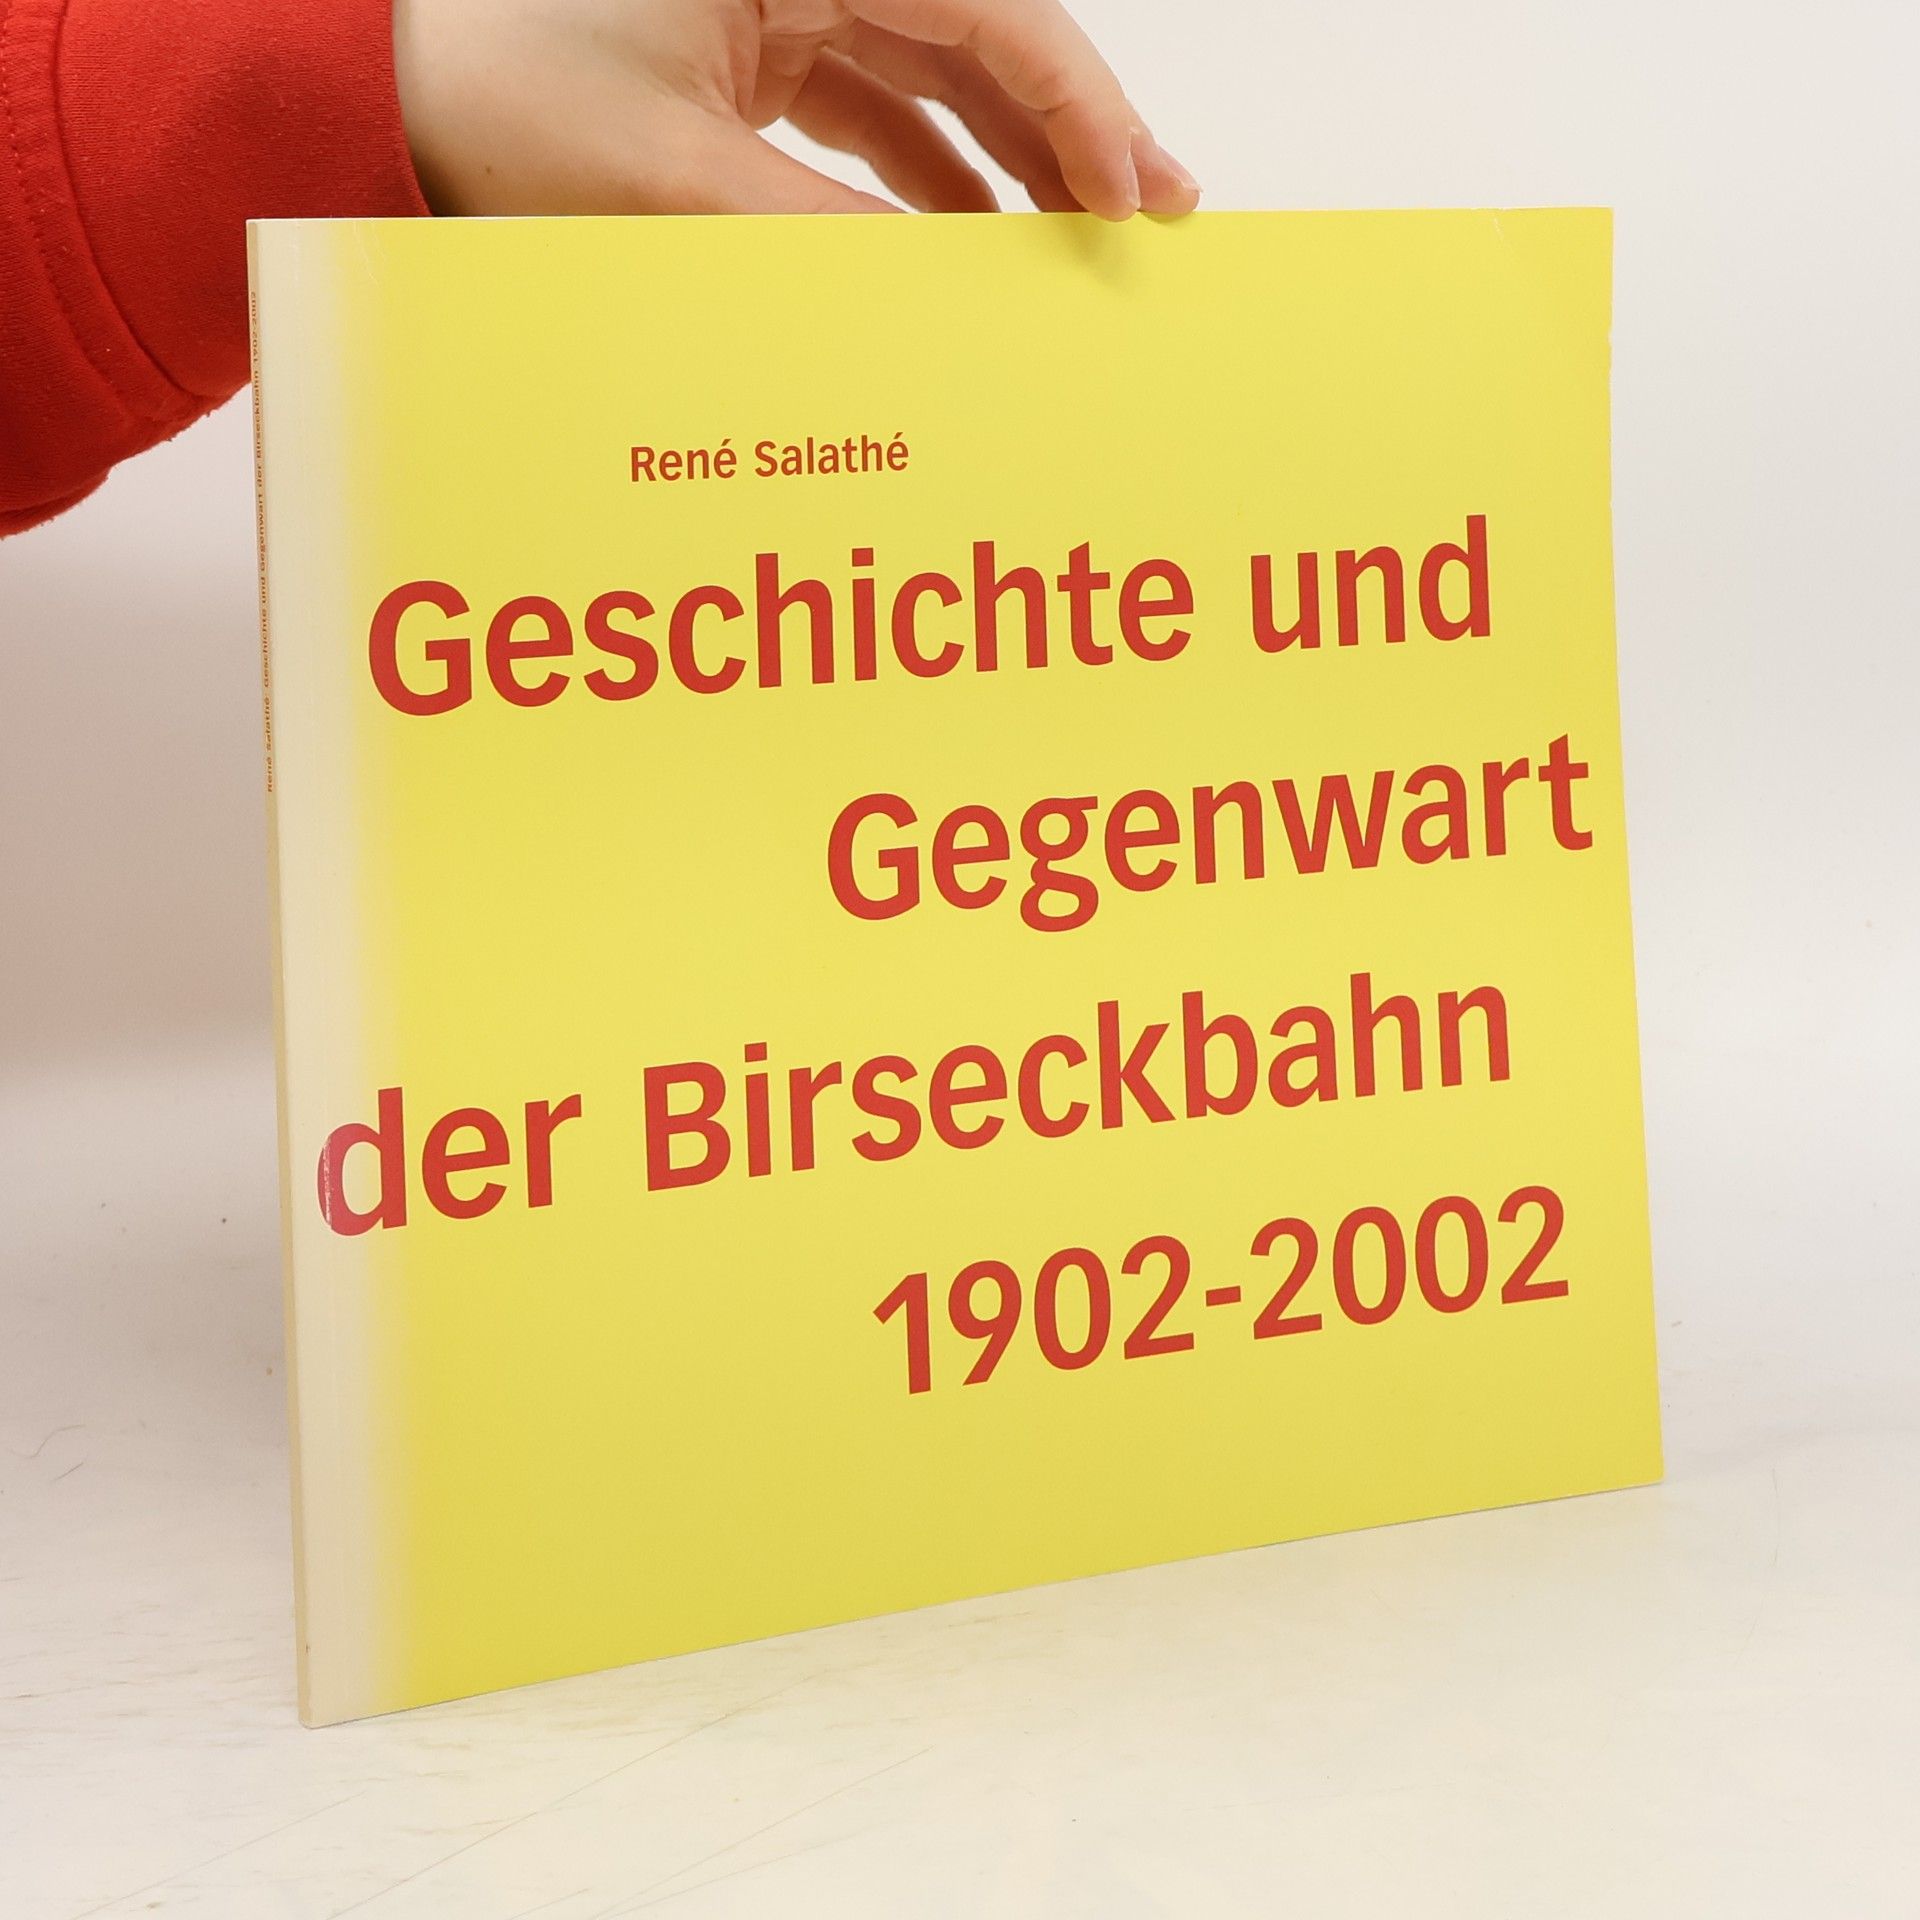 René Salathé
Geschichte und
Gegenwart
der Birseckbahn
1902-2002
René Salathé Geschichte und Gegenwart der Birseckbahn 1902-2002